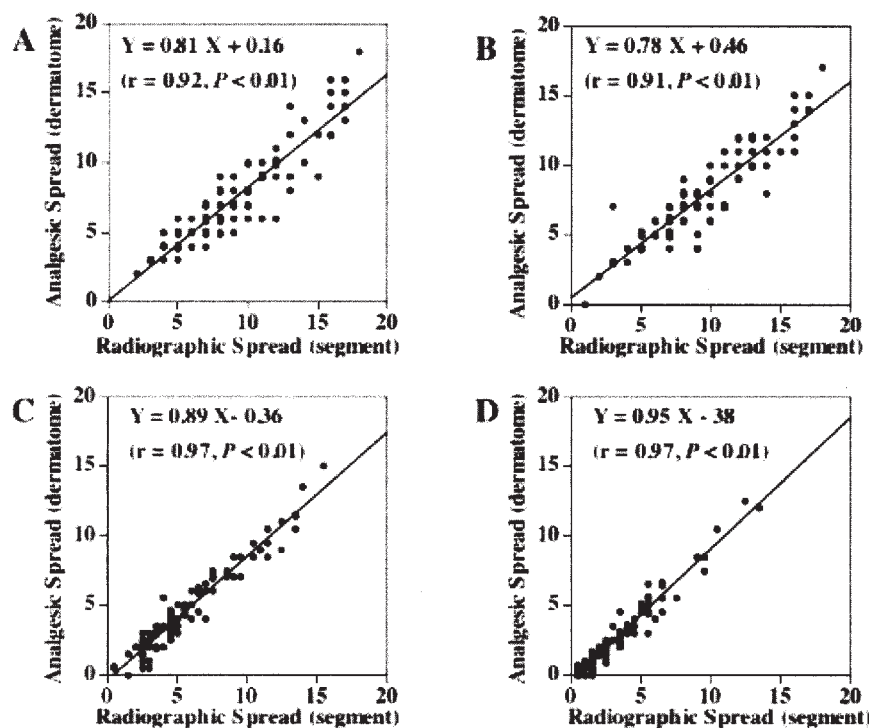 A
Y = 0.81 X + 0.16
(r = 0.92, P < 0.01)
Analgesic Spread (dermatome)
20
15
10
5
0
0 5 10 15 20
Radiographic Spread (segment)
B
Y = 0.78 X + 0.46
(r = 0.91, P < 0.01)
Analgesic Spread (dermatome)
20
15
10
5
0
0 5 10 15 20
Radiographic Spread (segment)
C
Y = 0.89 X - 0.36
(r = 0.97, P < 0.01)
Analgesic Spread (dermatome)
20
15
10
5
0
0 5 10 15 20
Radiographic Spread (segment)
D
Y = 0.95 X - 38
(r = 0.97, P < 0.01)
Analgesic Spread (dermatome)
20
15
10
5
0
0 5 10 15 20
Radiographic Spread (segment)